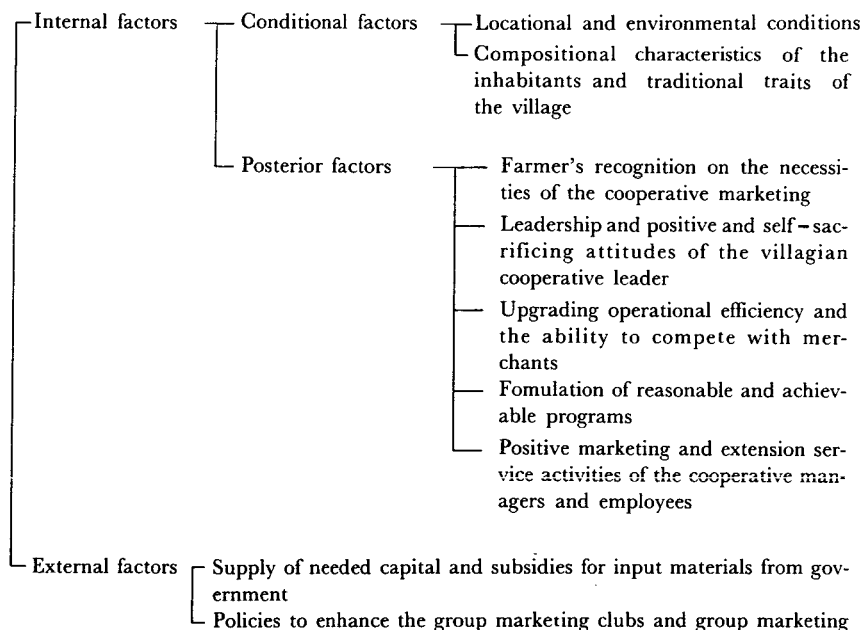 Internal factors Conditional factors Locational and environmental conditions
Compositional characteristics of the
inhabitants and traditional traits of
the village
Posterior factors Farmer's recognition on the necessi-
ties of the cooperative marketing
Leadership and positive and self-sac-
rificing attitudes of the villagian
cooperative leader
Upgrading operational efficiency and
the ability to compete with mer-
chants
Fomulation of reasonable and achiev-
able programs
Positive marketing and extension ser-
vice activities of the cooperative man-
agers and employees
External factors Supply of needed capital and subsidies for input materials from gov-
ernment
Policies to enhance the group marketing clubs and group marketing